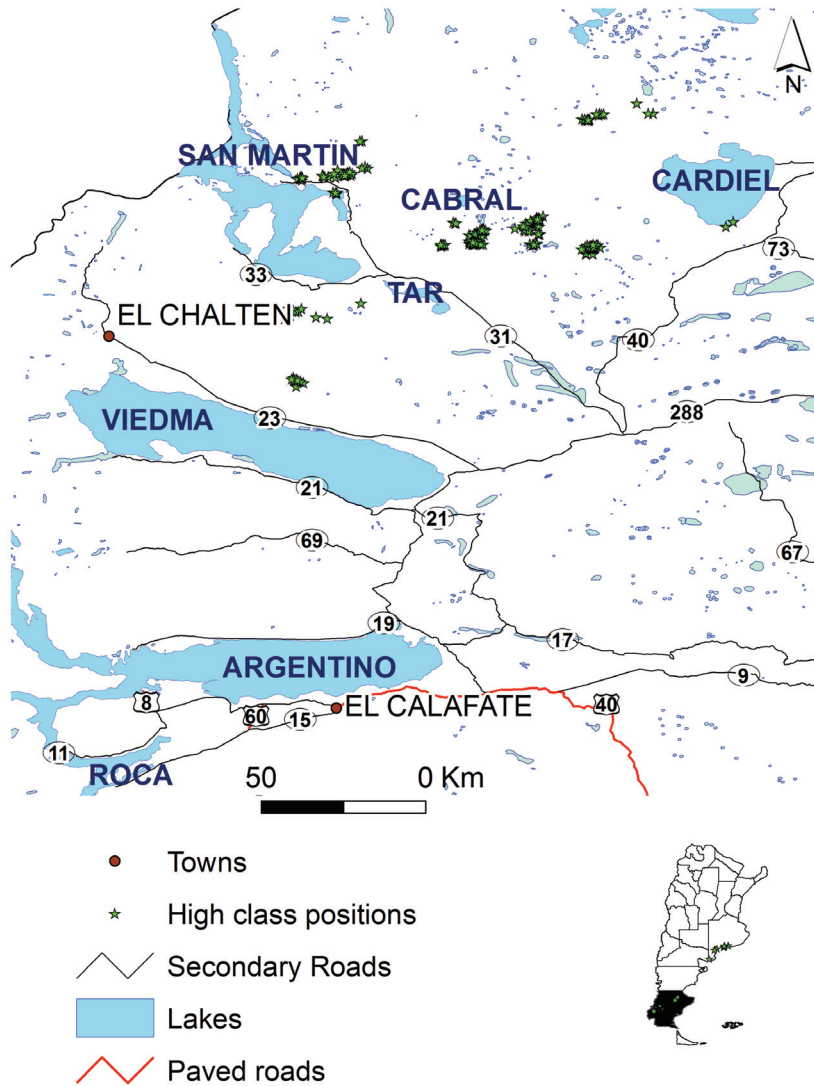 N
SAN MARTIN
CARDIEL
CABRAL
73
33
TAR
EL CHALTEN
31
40
288
VIEDMA
23
21
21
69
67
19
17
ARGENTINO
9
8
EL CALAFATE
40
60
15
11
ROCA
50 0 Km
Towns
High class positions
Secondary Roads
Lakes
Paved roads